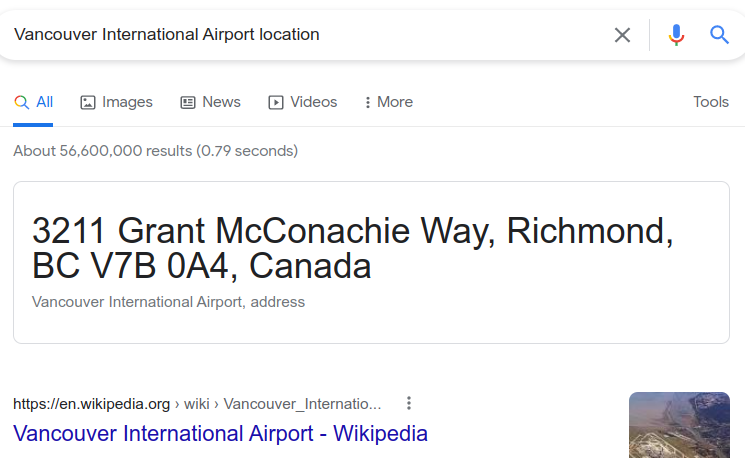 Vancouver International Airport location
All Images News Videos More Tools
About 56,600,000 results (0.79 seconds)
3211 Grant McConachie Way, Richmond,
BC V7B 0A4, Canada
Vancouver International Airport, address
https://en.wikipedia.org › wiki › Vancouver_Internatio...
Vancouver International Airport - Wikipedia